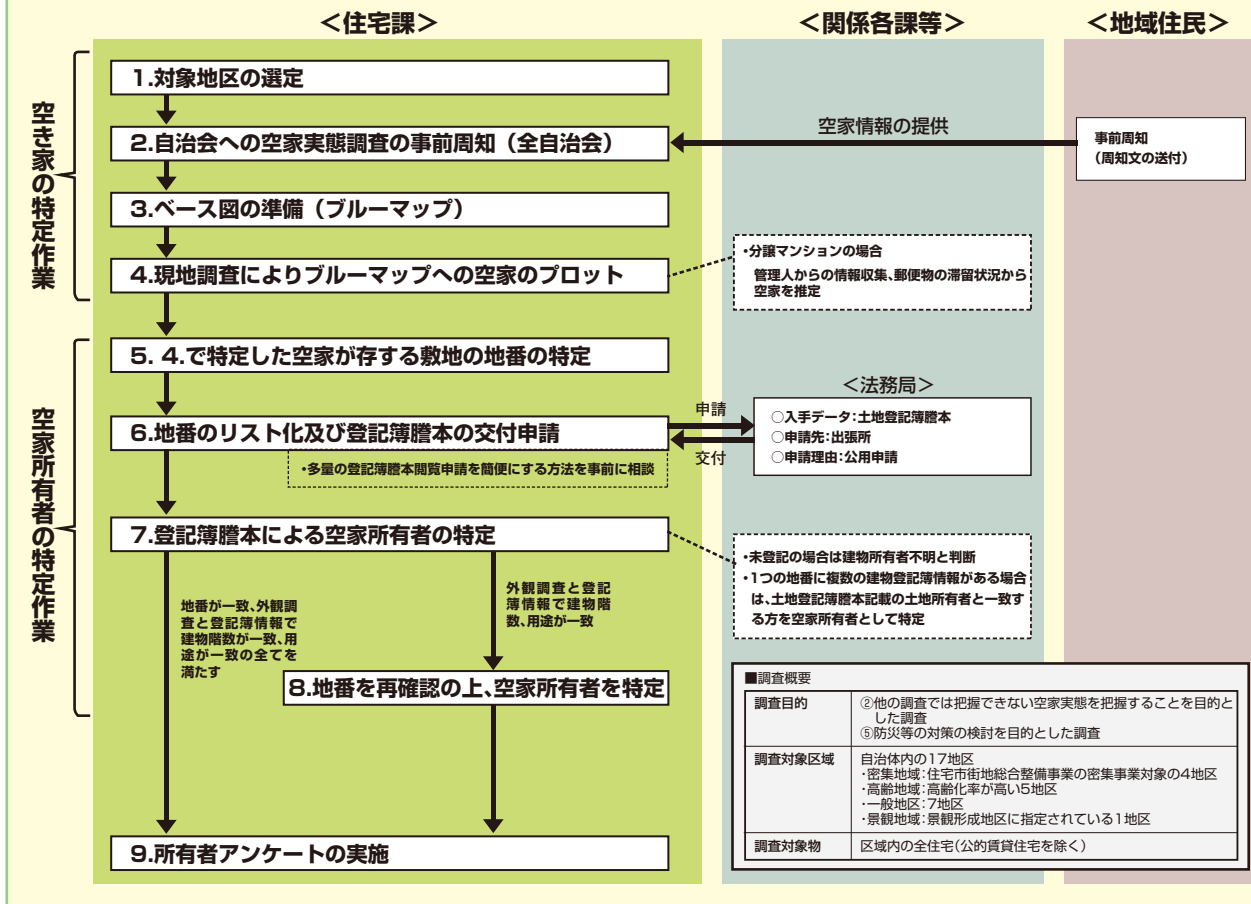 ＜住宅課＞
＜関係各課等＞
＜地域住民＞
空き家の特定作業
1.対象地区の選定
2.自治会への空家実態調査の事前周知（全自治会）
空家情報の提供
事前周知
（周知文の送付）
3.ベース図の準備（ブルーマップ）
4.現地調査によりブルーマップへの空家のプロット
・分譲マンションの場合
管理人からの情報収集、郵便物の滞留状況から
空家を推定
空家所有者の特定作業
5. 4.で特定した空家が存する敷地の地番の特定
6.地番のリスト化及び登記簿謄本の交付申請
・多量の登記簿謄本閲覧申請を簡便にする方法を事前に相談
申請
交付
＜法務局＞
○入手データ：土地登記簿謄本
○申請先：出張所
○申請理由：公用申請
7.登記簿謄本による空家所有者の特定
・未登記の場合は建物所有者不明と判断
・1つの地番に複数の建物登記簿情報がある場合
は、土地登記簿謄本記載の土地所有者と一致す
る方を空家所有者として特定
地番が一致、外観調
査と登記簿情報で
建物階数が一致、用
途が一致の全てを
満たす
外観調査と登記
簿情報で建物階
数、用途が一致
8.地番を再確認の上、空家所有者を特定
9.所有者アンケートの実施
■調査概要
調査目的
②他の調査では把握できない空家実態を把握することを目的と
した調査
⑤防災等の対策の検討を目的とした調査
調査対象区域
自治体内の17地区
・密集地域：住宅市街地総合整備事業の密集事業対象の4地区
・高齢地域：高齢化率が高い5地区
・一般地区：7地区
・景観地域：景観形成地区に指定されている1地区
調査対象物
区域内の全住宅（公的賃貸住宅を除く）